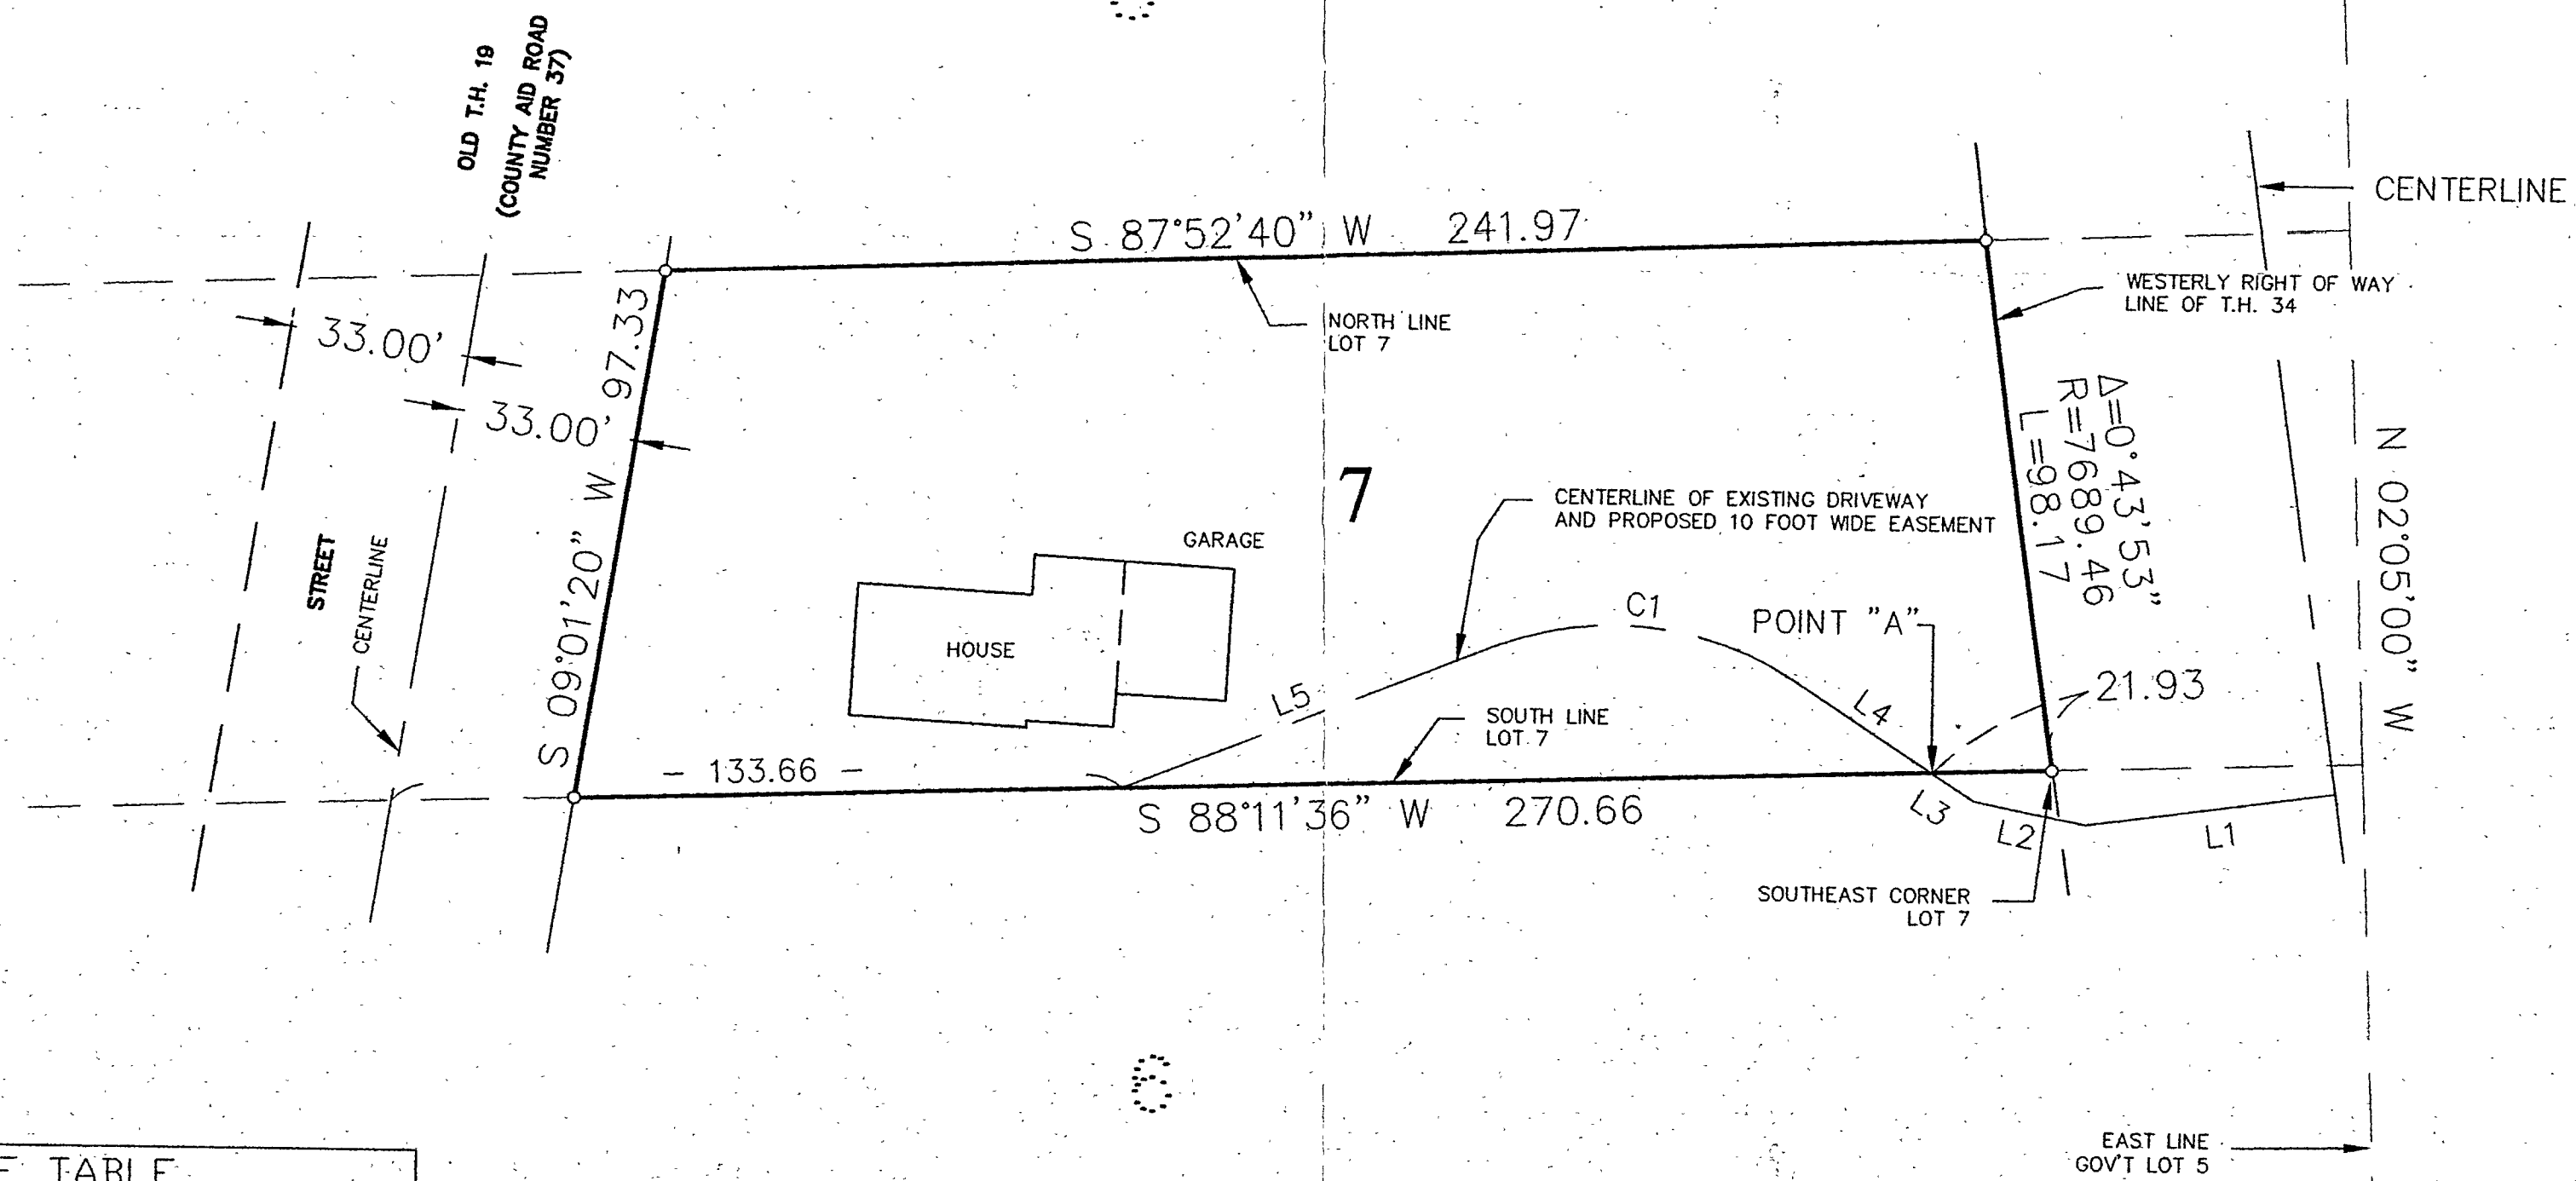 OLD T.H. 19
(COUNTY AID ROAD
NUMBER 37)
CENTERLINE
S 87°52'40" W 241.97
WESTERLY RIGHT OF WAY
LINE OF T.H. 34
NORTH LINE
LOT 7
33.00'
33.00'
S 09°01'20" W 97.33
Δ=0°43'53"
R=7689.46
L=98.17
N 02°05'00" W
7
CENTERLINE OF EXISTING DRIVEWAY
AND PROPOSED 10 FOOT WIDE EASEMENT
STREET
CENTERLINE
GARAGE
HOUSE
C1
POINT "A"
21.93
L5
L4
SOUTH LINE
LOT 7
- 133.66 -
S 88°11'36" W 270.66
L3
L2
L1
SOUTHEAST CORNER
LOT 7
6
EAST LINE
GOV'T LOT 5
TABLE